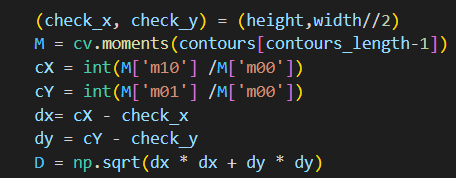 (check_x, check_y) = (height,width//2)
M = cv.moments(contours[contours_length-1])
cX = int(M['m10'] /M['m00'])
cY = int(M['m01'] /M['m00'])
dx= cX - check_x
dy = cY - check_y
D = np.sqrt(dx * dx + dy * dy)